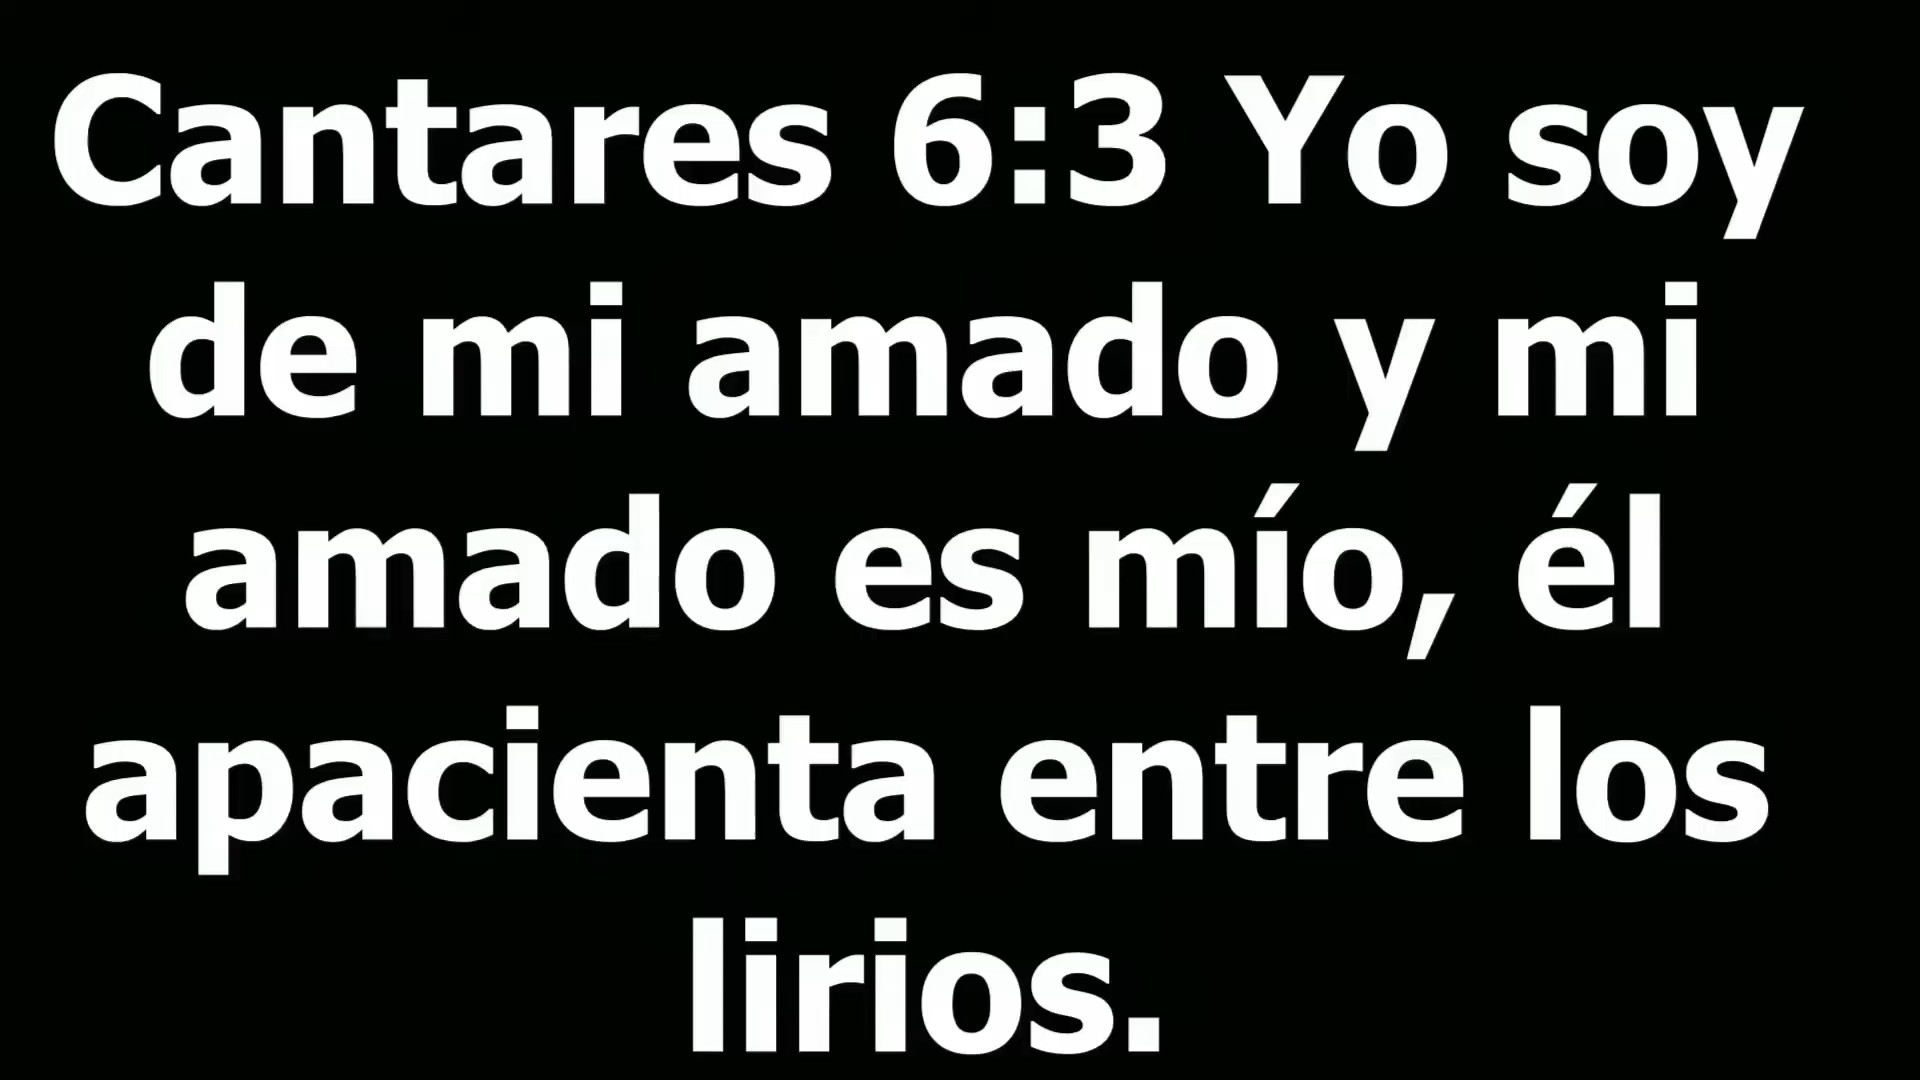 Cantares 6:3 Yo soy
de mi amado y mi
amado es mío, él
apacienta entre los
lirios.